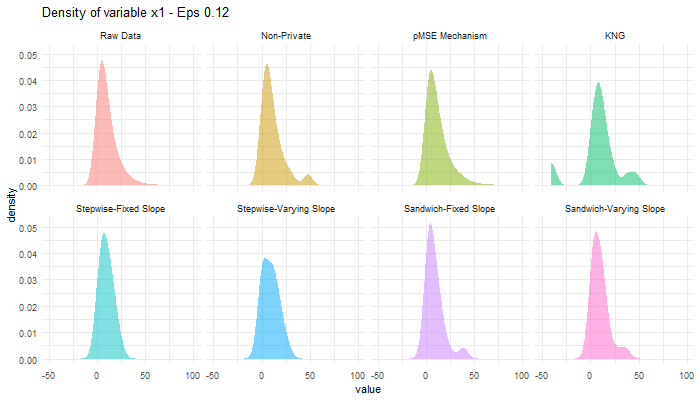 Density of variable x1 - Eps 0.12
Raw Data Non-Private pMSE Mechanism KNG
0.05
0.04
0.03
0.02
0.01
0.00
density
Stepwise-Fixed Slope Stepwise-Varying Slope Sandwich-Fixed Slope Sandwich-Varying Slope
0.05
0.04
0.03
0.02
0.01
0.00
-50 0 50 100 -50 0 50 100 -50 0 50 100 -50 0 50 100
value